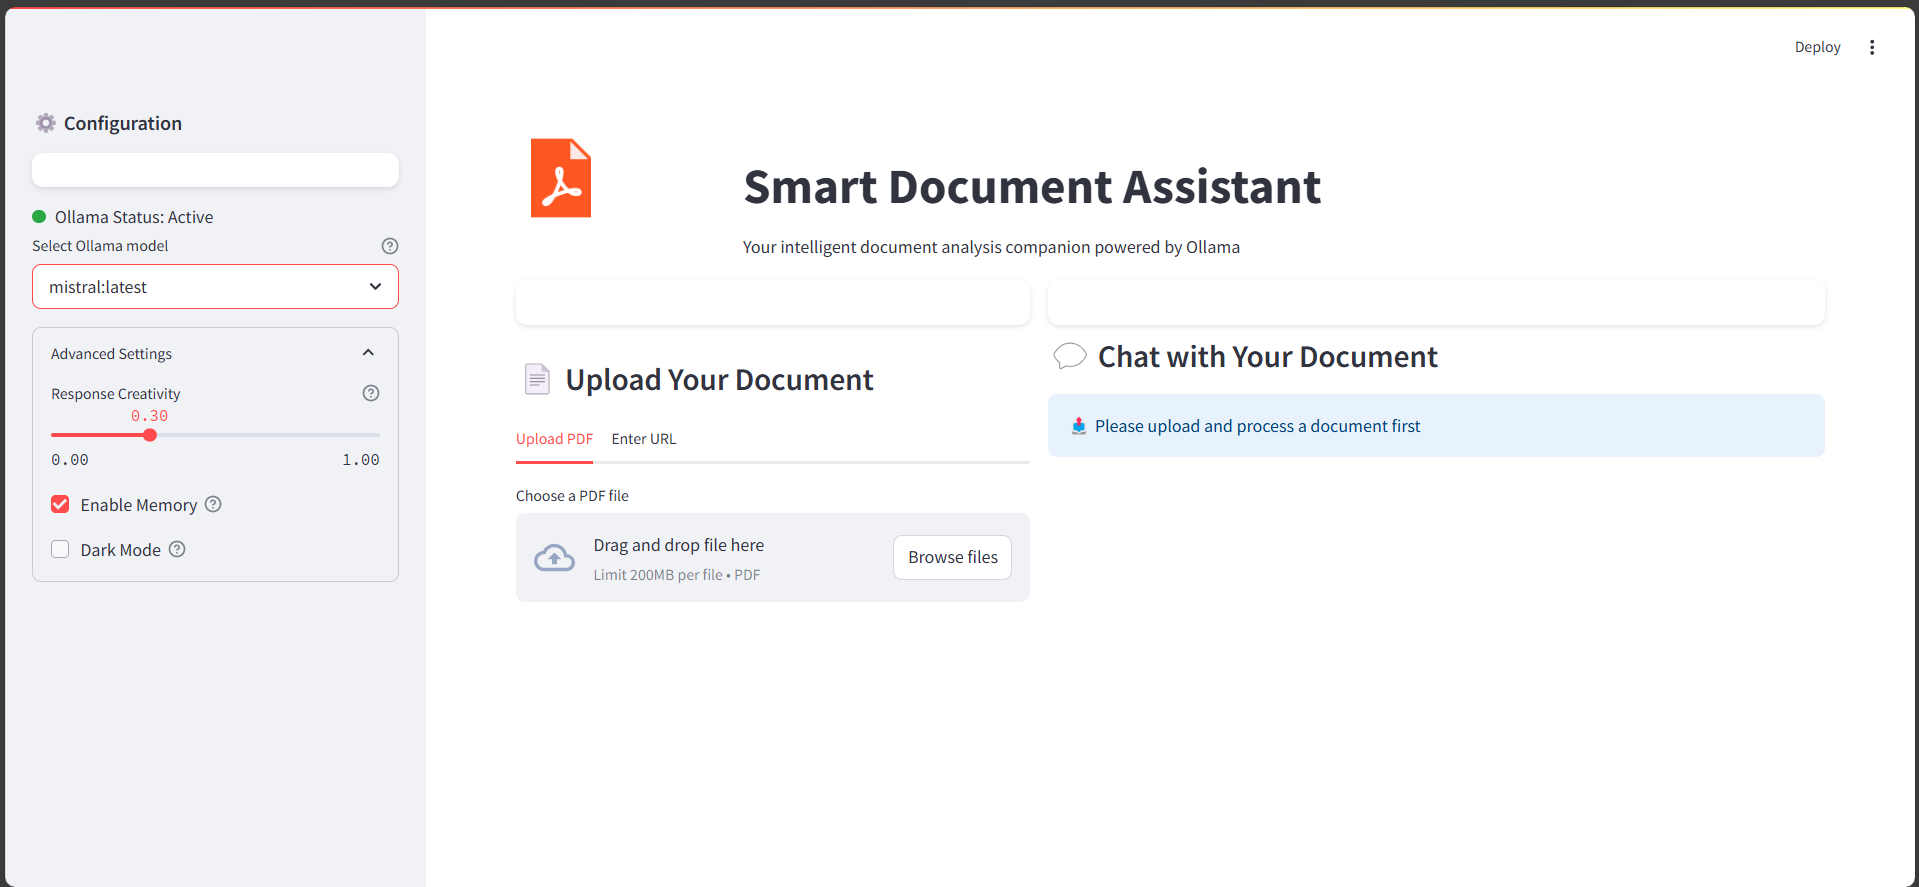 Deploy
Configuration
Ollama Status: Active
Select Ollama model
mistral:latest
Advanced Settings
Response Creativity
0.30
0.00 1.00
Enable Memory
Dark Mode
Smart Document Assistant
Your intelligent document analysis companion powered by Ollama
Upload Your Document
Upload PDF Enter URL
Choose a PDF file
Drag and drop file here
Limit 200MB per file • PDF
Browse files
Chat with Your Document
Please upload and process a document first